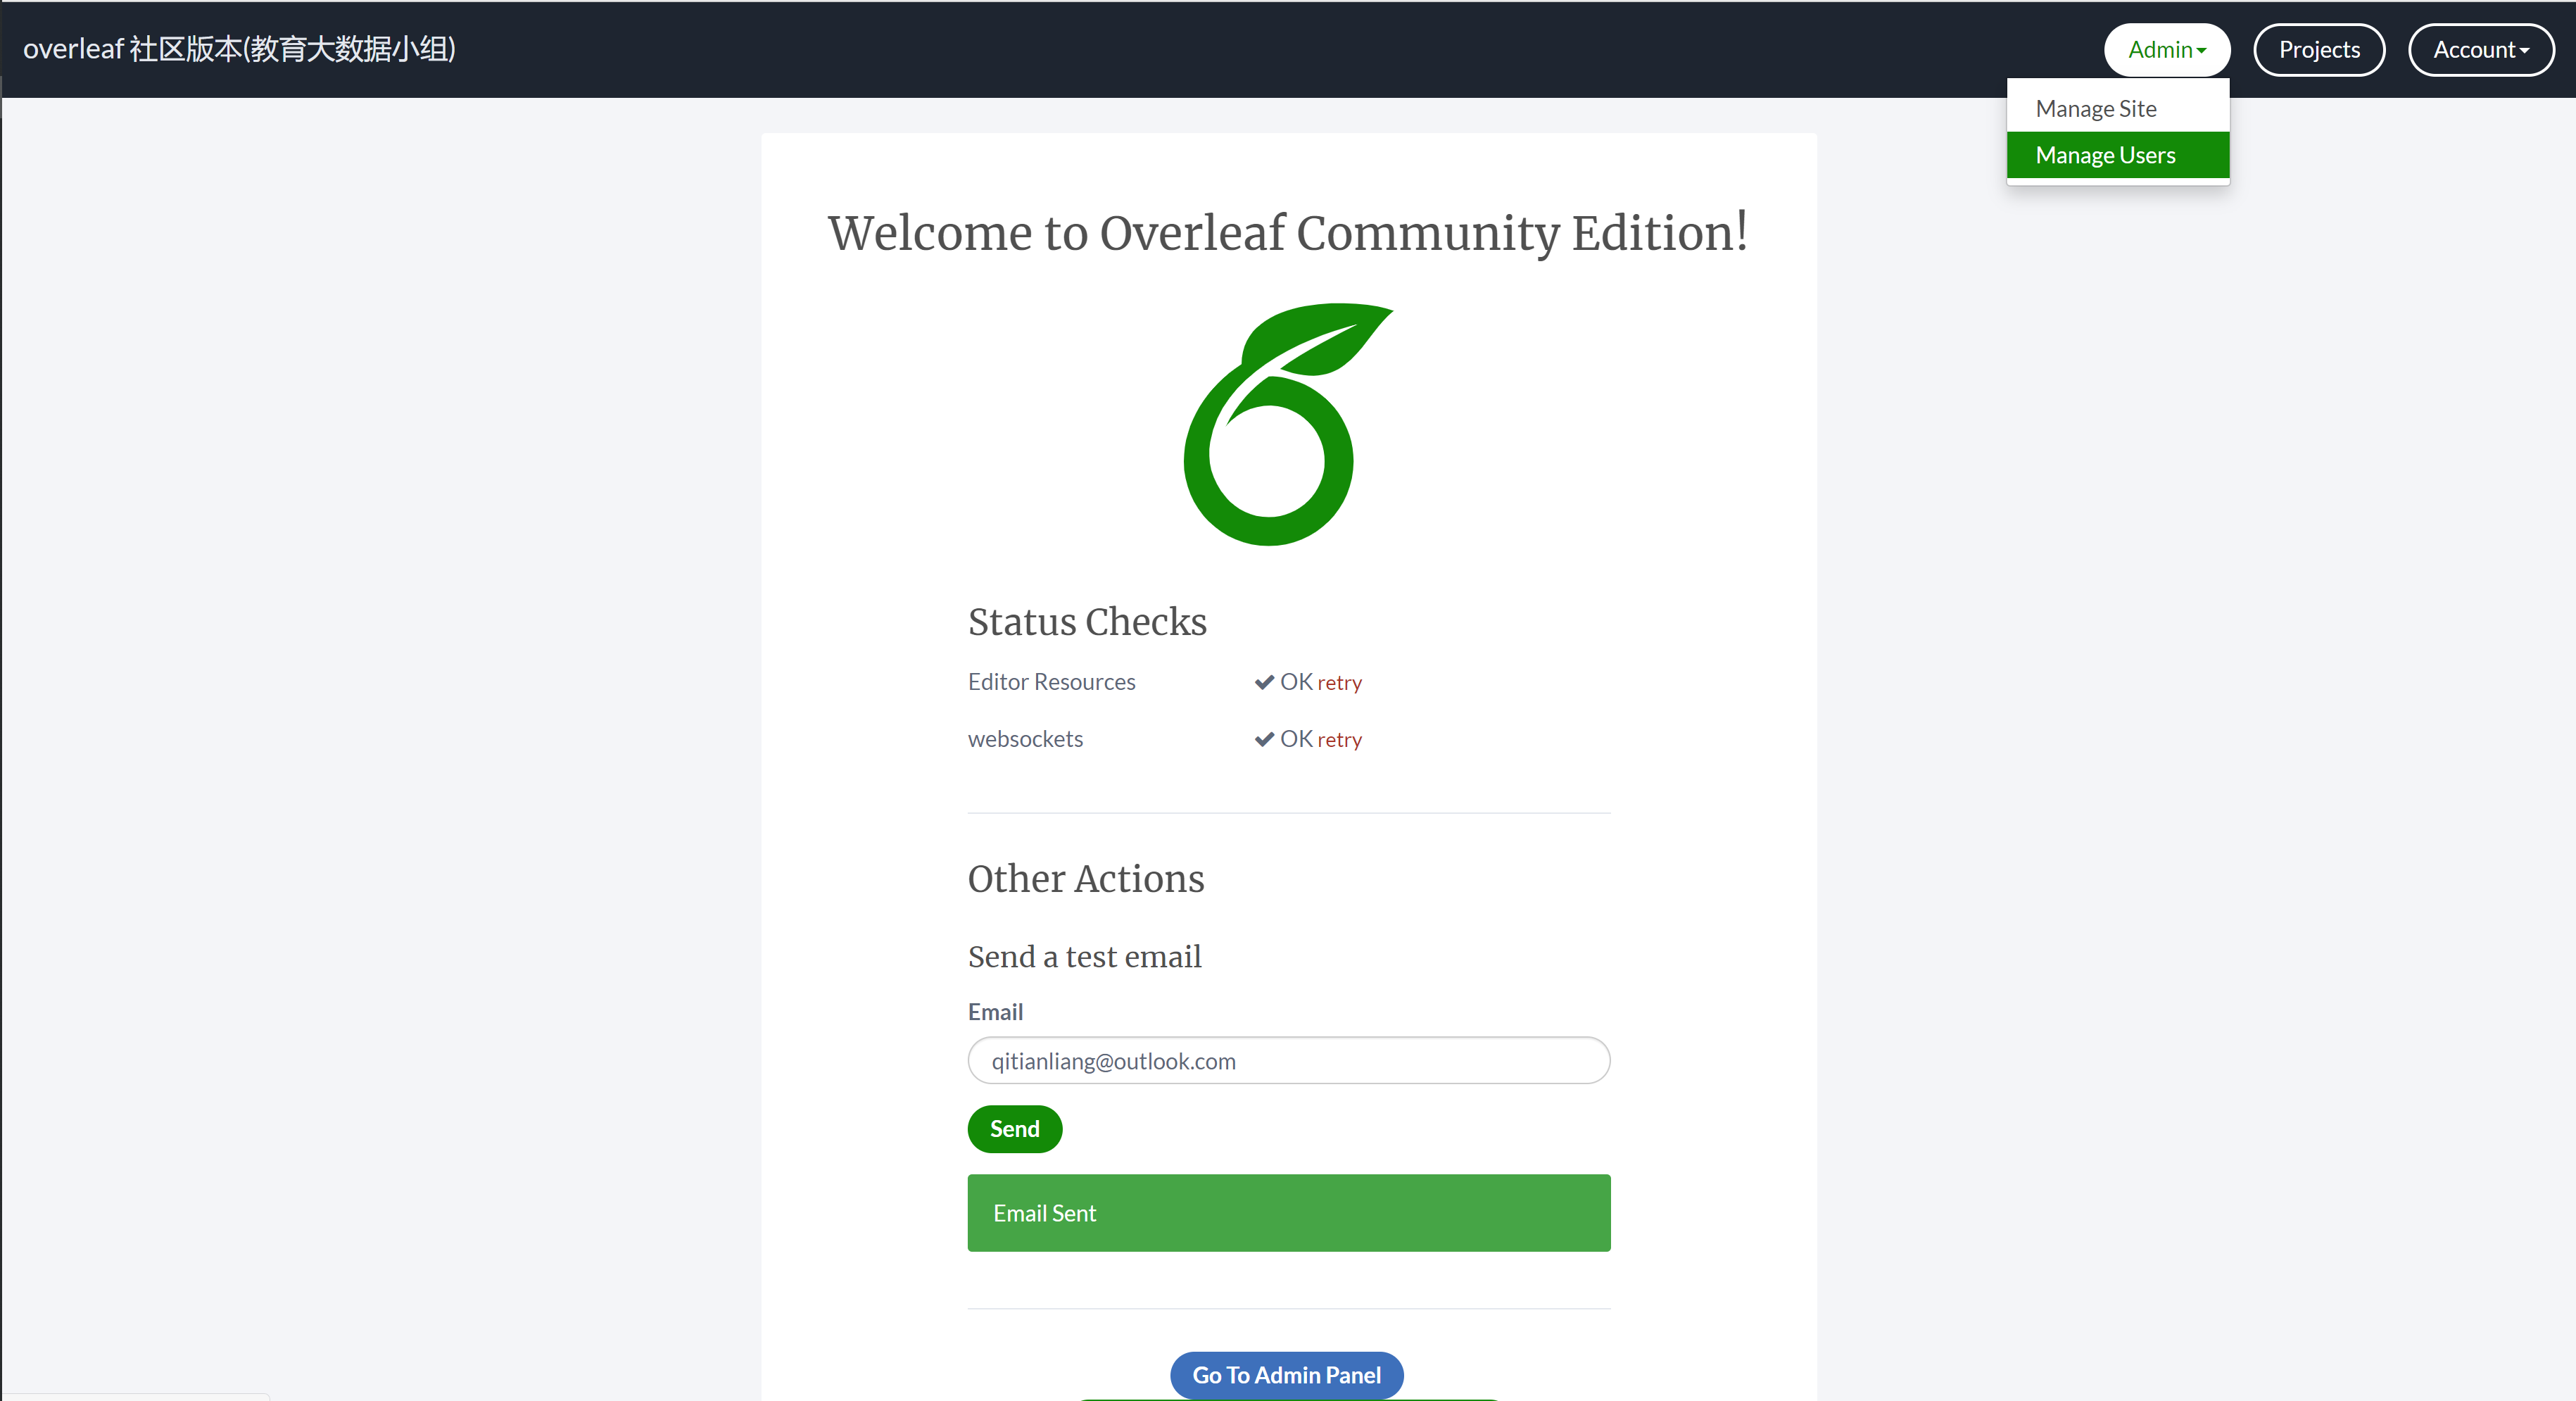 overleaf 社区版本(教育大数据小组)
Admin
Projects
Account
Manage Site
Manage Users
Welcome to Overleaf Community Edition!
Status Checks
Editor Resources
OK retry
websockets
OK retry
Other Actions
Send a test email
Email
qitianliang@outlook.com
Send
Email Sent
Go To Admin Panel